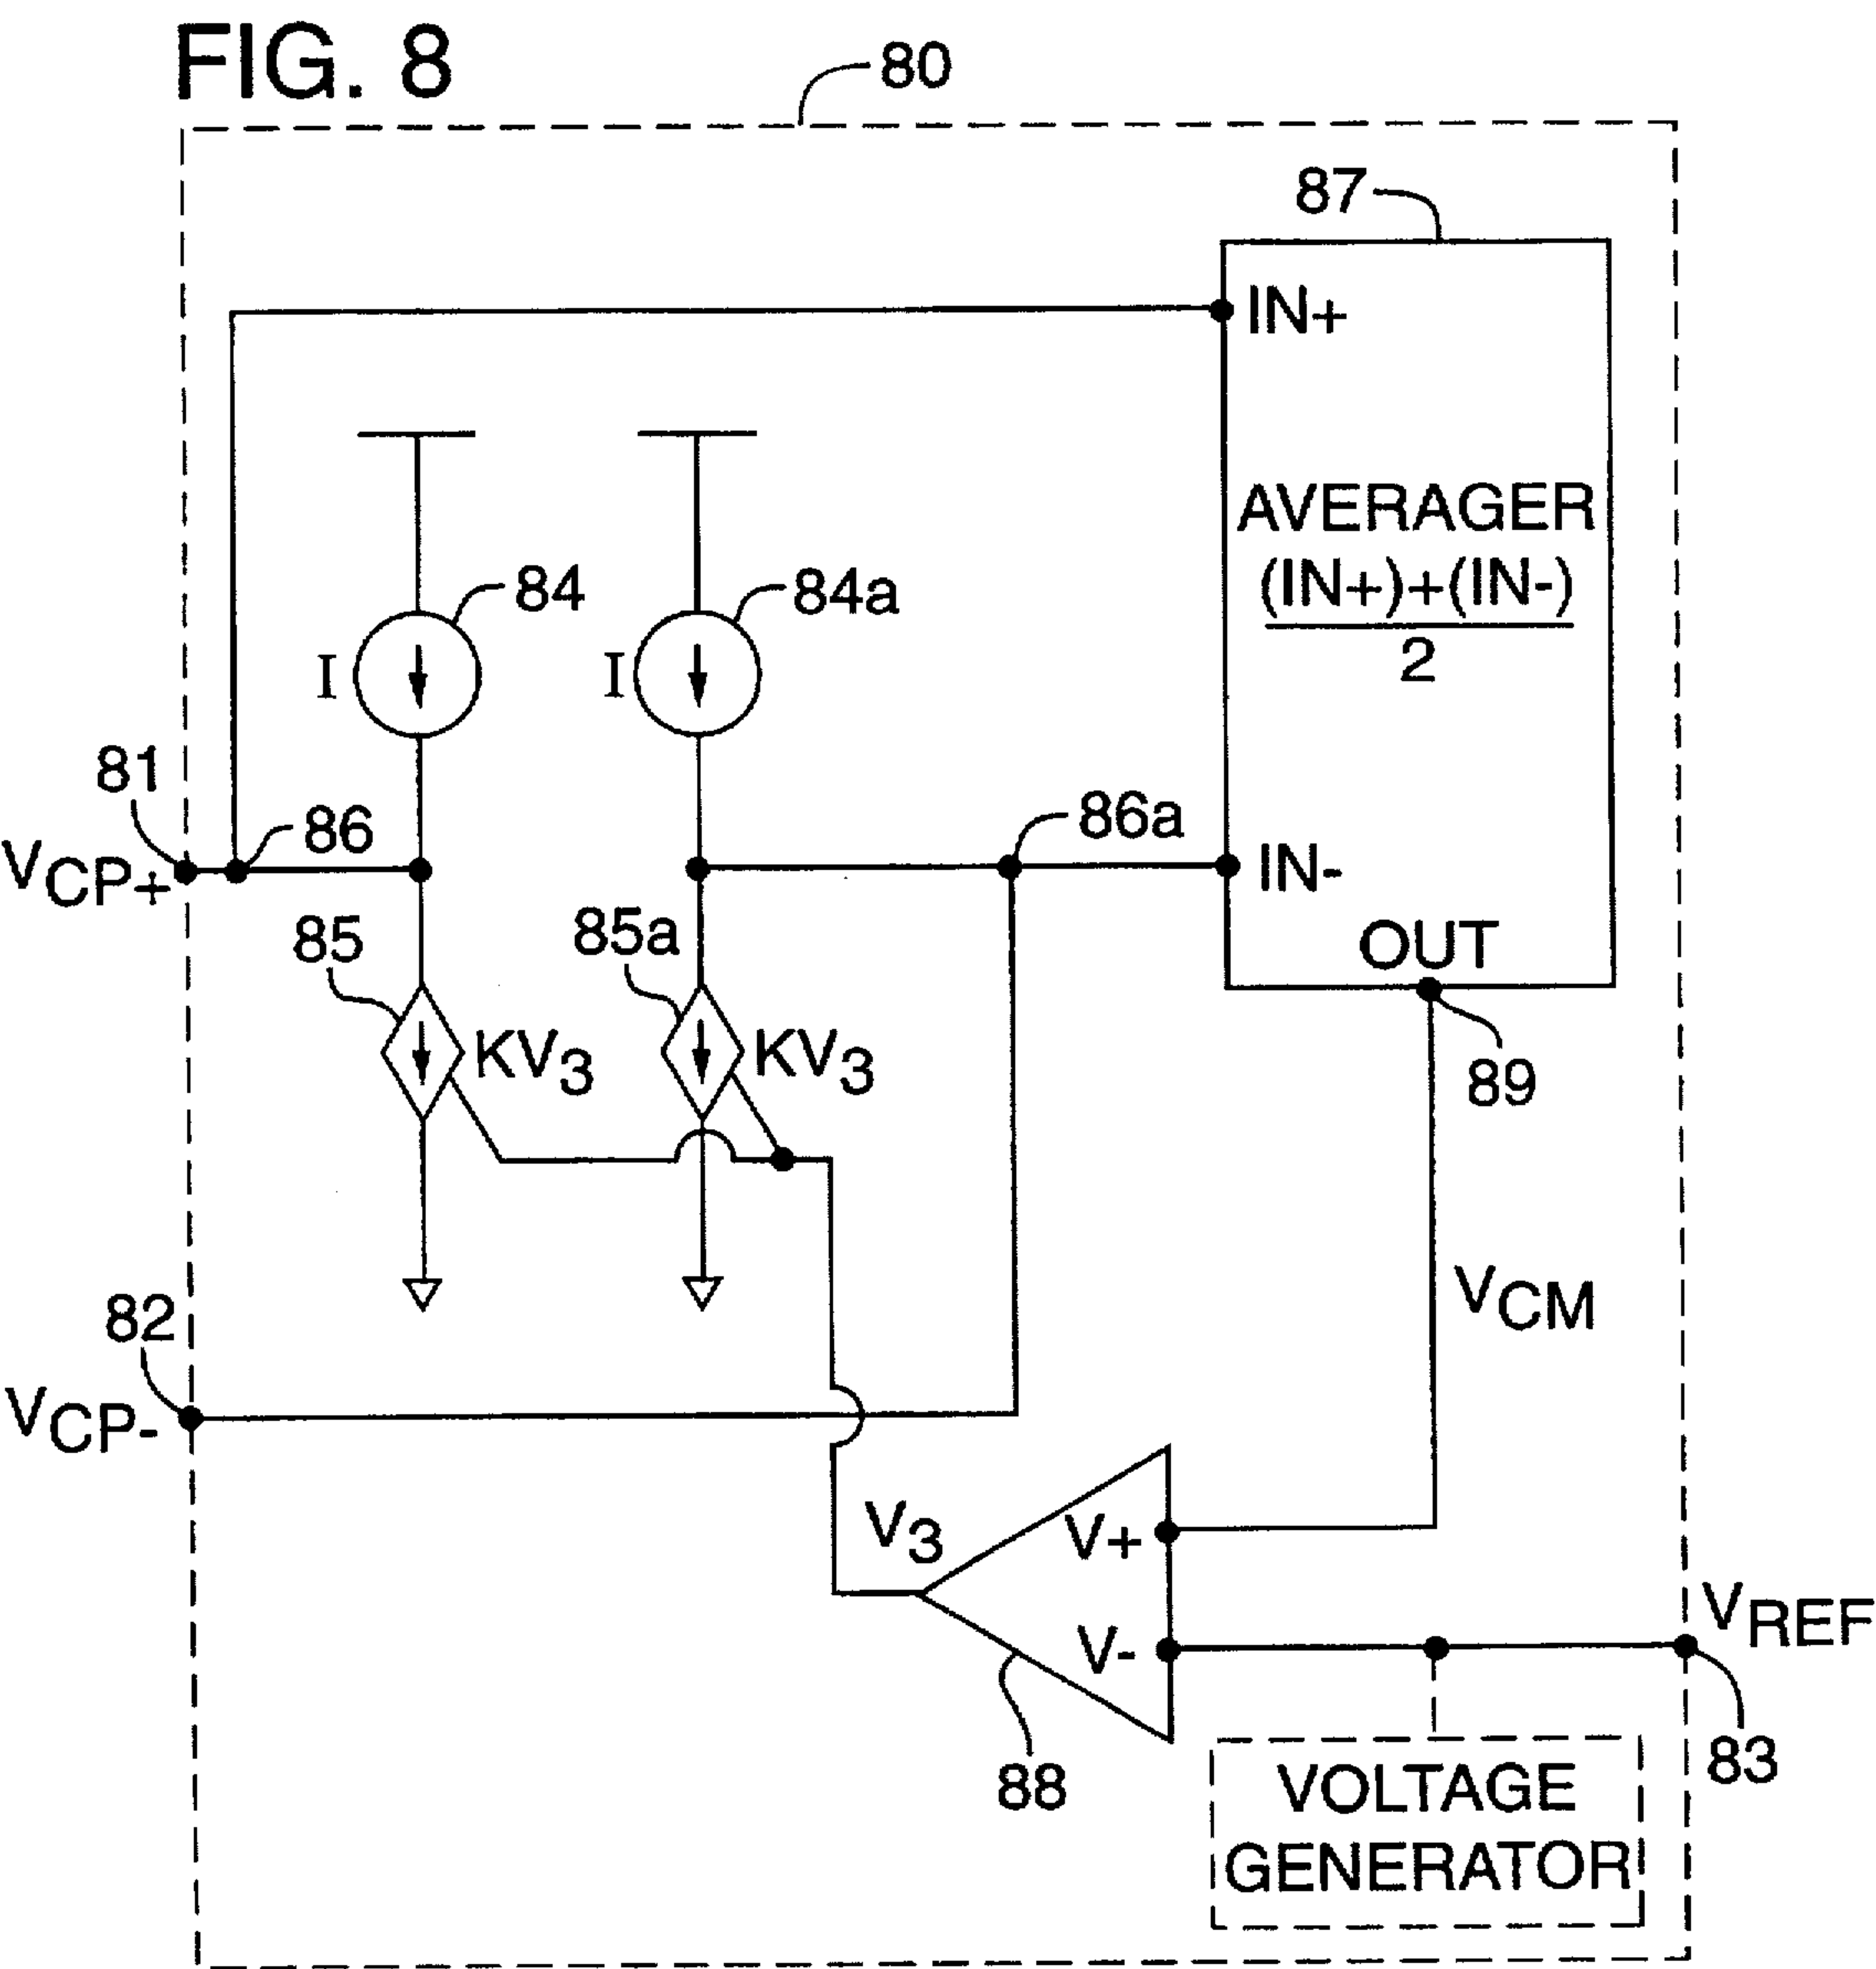 FIG. 8
80
87
IN+
AVERAGER
(IN+)+(IN-)
2
84
84a
I
I
81
86
86a
VCP+
IN-
85
85a
OUT
KV3
KV3
89
82
VCM
VCP-
V3
V+
V-
VREF
88
83
VOLTAGE
GENERATOR